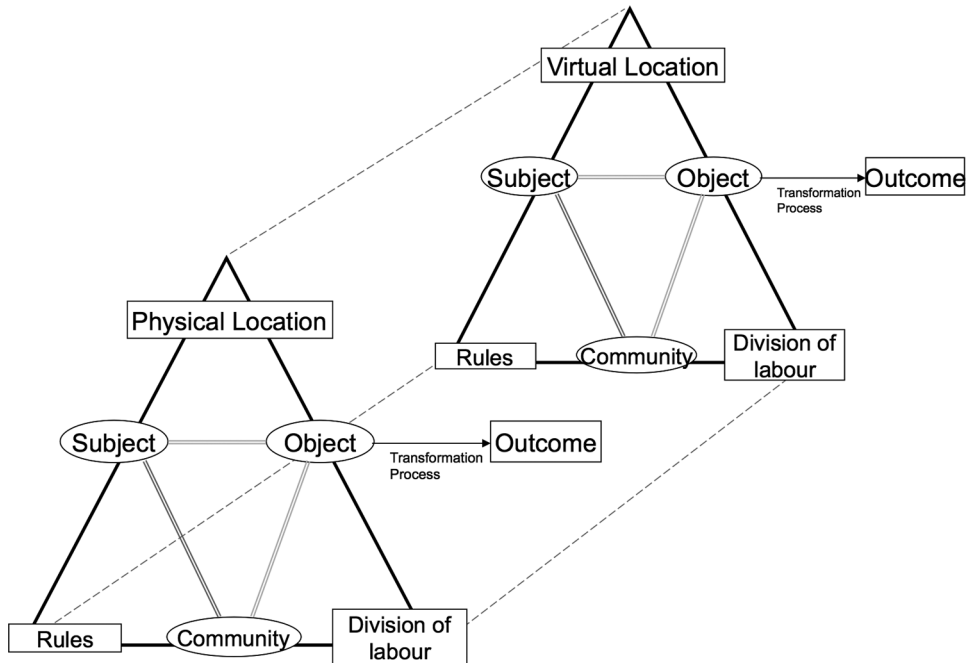 Virtual Location
Subject
Object
Transformation
Process
Outcome
Rules
Community
Division of
labour
Physical Location
Subject
Object
Transformation
Process
Outcome
Rules
Community
Division of
labour